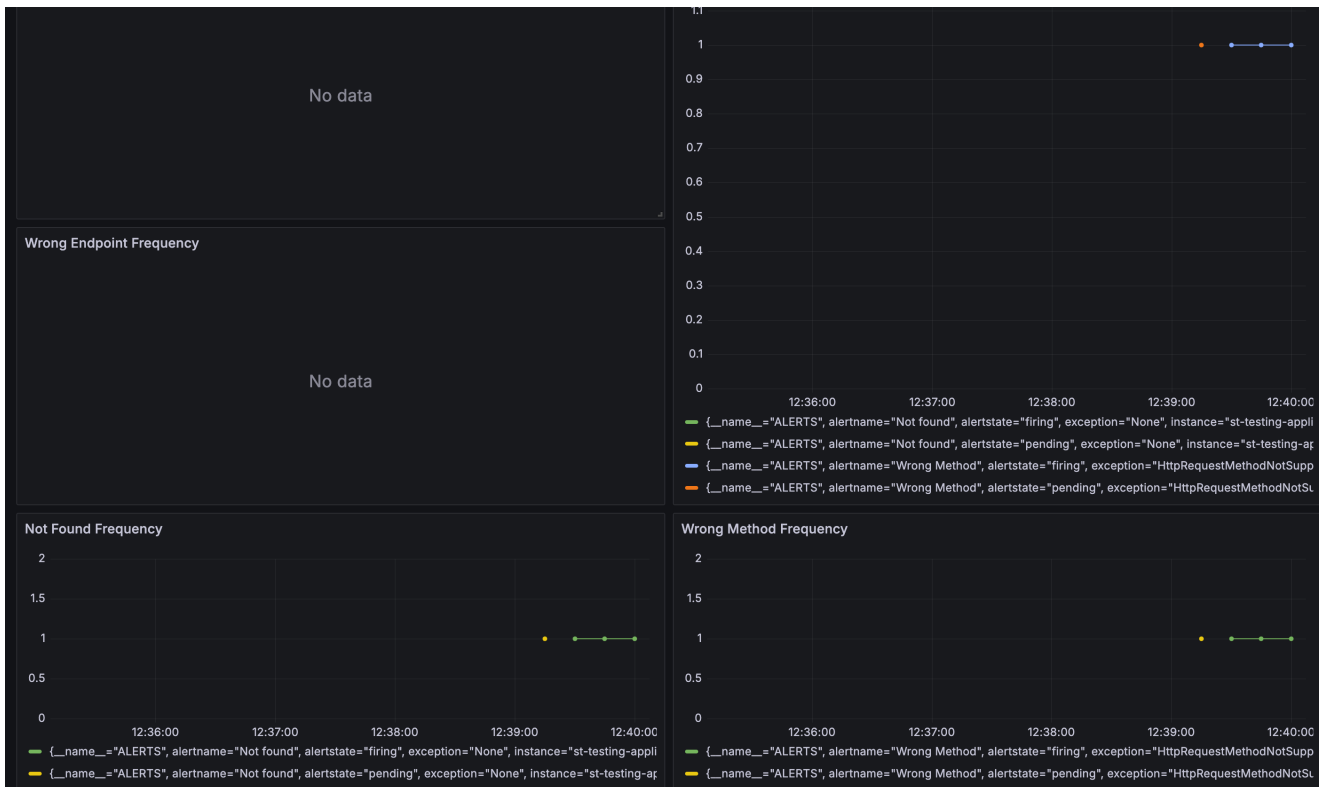 No data
1.1
1
0.9
0.8
0.7
0.6
0.5
0.4
0.3
0.2
0.1
0
12:36:00 12:37:00 12:38:00 12:39:00 12:40:00
{__name__="ALERTS", alertname="Not found", alertstate="firing", exception="None", instance="st-testing-appli
{__name__="ALERTS", alertname="Not found", alertstate="pending", exception="None", instance="st-testing-ap
{__name__="ALERTS", alertname="Wrong Method", alertstate="firing", exception="HttpRequestMethodNotSupp
{__name__="ALERTS", alertname="Wrong Method", alertstate="pending", exception="HttpRequestMethodNotSu
Wrong Endpoint Frequency
No data
Not Found Frequency
2
1.5
1
0.5
0
12:36:00 12:37:00 12:38:00 12:39:00 12:40:00
{__name__="ALERTS", alertname="Not found", alertstate="firing", exception="None", instance="st-testing-appli
{__name__="ALERTS", alertname="Not found", alertstate="pending", exception="None", instance="st-testing-ap
Wrong Method Frequency
2
1.5
1
0.5
0
12:36:00 12:37:00 12:38:00 12:39:00 12:40:00
{__name__="ALERTS", alertname="Wrong Method", alertstate="firing", exception="HttpRequestMethodNotSupp
{__name__="ALERTS", alertname="Wrong Method", alertstate="pending", exception="HttpRequestMethodNotSu